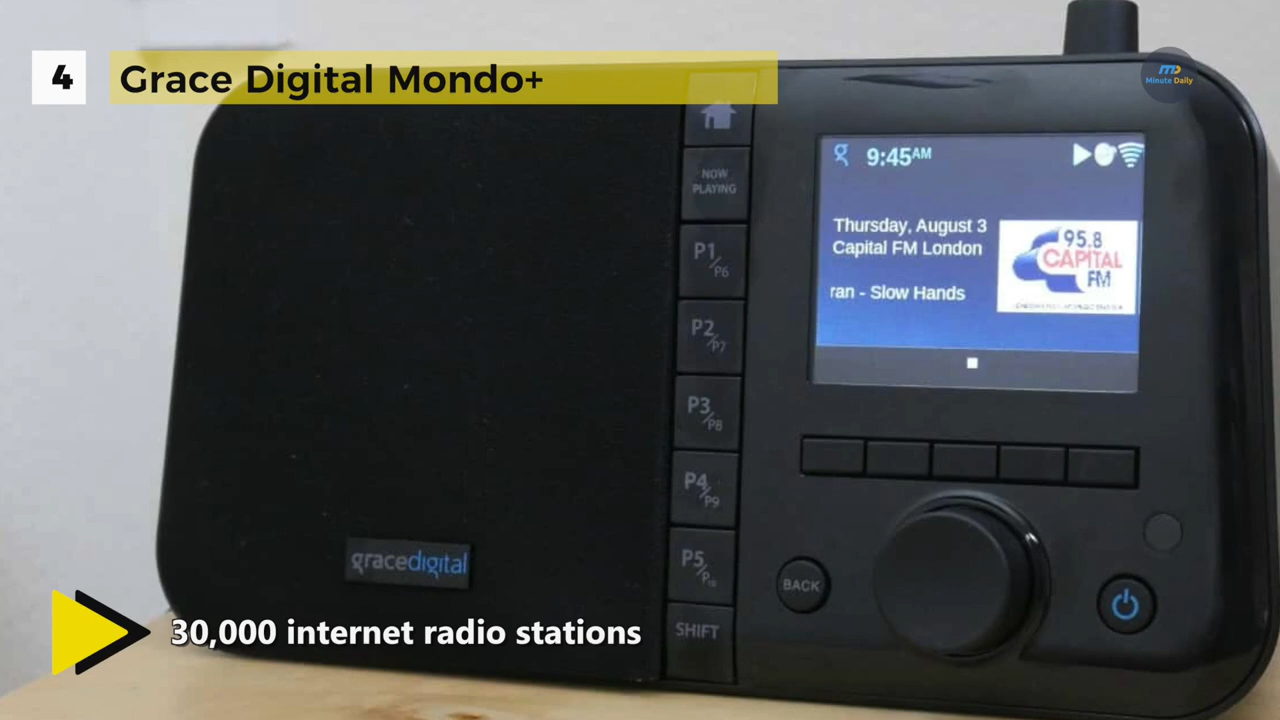 4
Grace Digital Mondo+
Minute Daily
NOW
PLAYING
P1/P6
P2/P7
P3/P8
P4/P9
P5/P10
SHIFT
9:45AM
Thursday, August 3
Capital FM London
ran - Slow Hands
95.8
CAPITAL
FM
BACK
gracedigital
30,000 internet radio stations